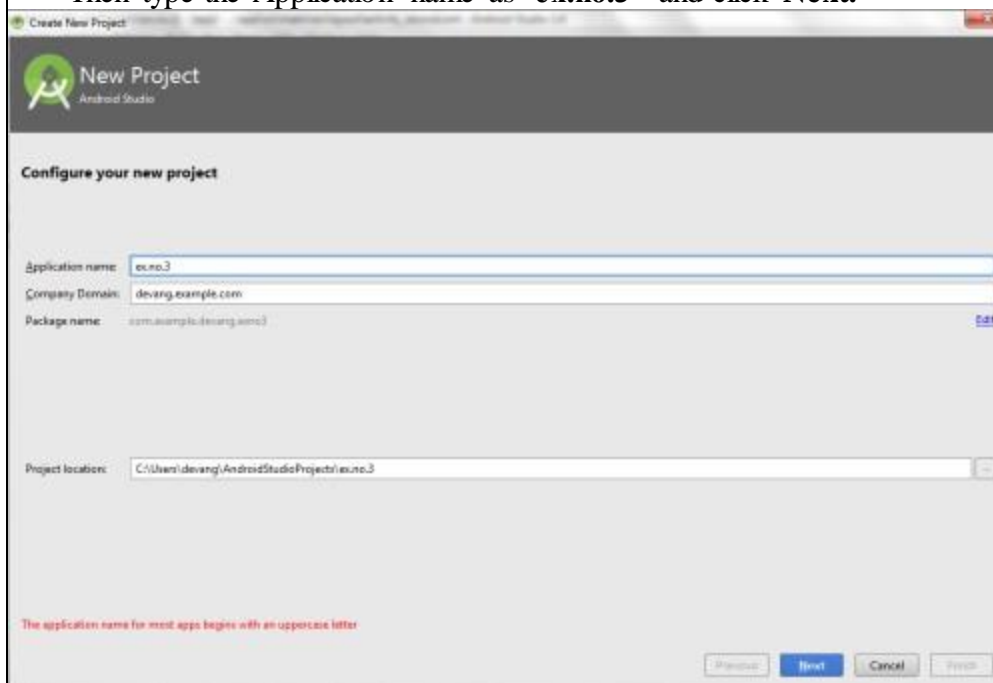 Then type the Application name as "ex.no.3" and click Next.
Create New Project
New Project
Android Studio
Configure your new project
Application name: ex.no.3
Company Domain: devang.example.com
Package name: com.example.devang.exno3 Edit
Project location: C:\Users\devang\AndroidStudioProjects\ex.no.3 ...
The application name for most apps begins with an uppercase letter
Previous Next Cancel Finish